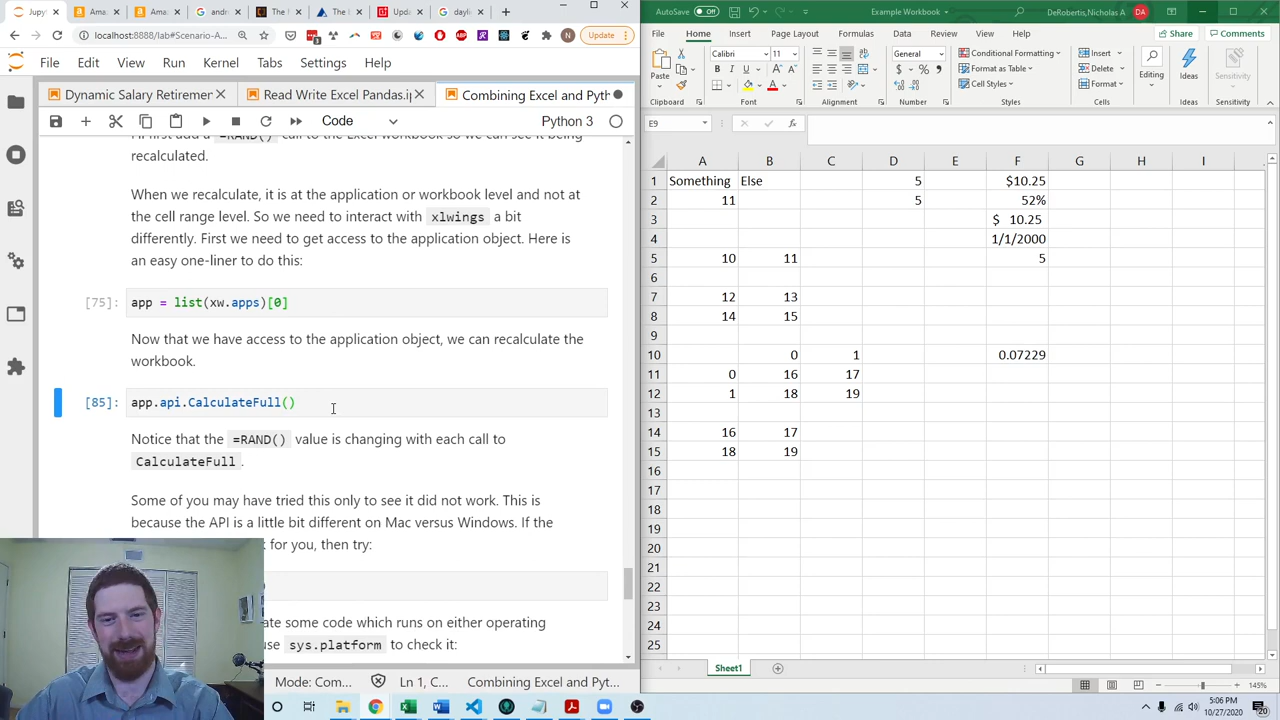 Jupy
Ama
Ama
andr
The
The
Upda
dayli
Update
File Edit View Run Kernel Tabs Settings Help
Dynamic Salary Retiremer
Read Write Excel Pandas.ip
Combining Excel and Pyth
Code
Python 3
recalculated.
When we recalculate, it is at the application or workbook level and not at
the cell range level. So we need to interact with xlwings a bit
differently. First we need to get access to the application object. Here is
an easy one-liner to do this:
[75]: app = list(xw.apps)[0]
Now that we have access to the application object, we can recalculate the
workbook.
[85]: app.api.CalculateFull()
Notice that the =RAND() value is changing with each call to
CalculateFull .
Some of you may have tried this only to see it did not work. This is
because the API is a little bit different on Mac versus Windows. If the
k for you, then try:
ate some code which runs on either operating
use sys.platform to check it:
Mode: Com... Ln 1, C... Combining Excel and Pyt...
AutoSave Off Example Workbook DeRobertis,Nicholas A DA
File Home Insert Draw Page Layout Formulas Data Review View Help Share Comments
Paste
Calibri 11
B I U
General
Conditional Formatting
Format as Table
Cell Styles
Insert
Delete
Format
Editing
Ideas
Sensitivity
Clipboard Font Alignment Number Styles Cells Ideas Sensitivity
E9
A B C D E F G H I
1 Something Else 5 $10.25
2 11 5 52%
3 $ 10.25
4 1/1/2000
5 10 11 5
6
7 12 13
8 14 15
9
10 0 1 0.07229
11 0 16 17
12 1 18 19
13
14 16 17
15 18 19
16
17
18
19
20
21
22
23
24
25
Sheet1
145%
5:06 PM
10/27/2020